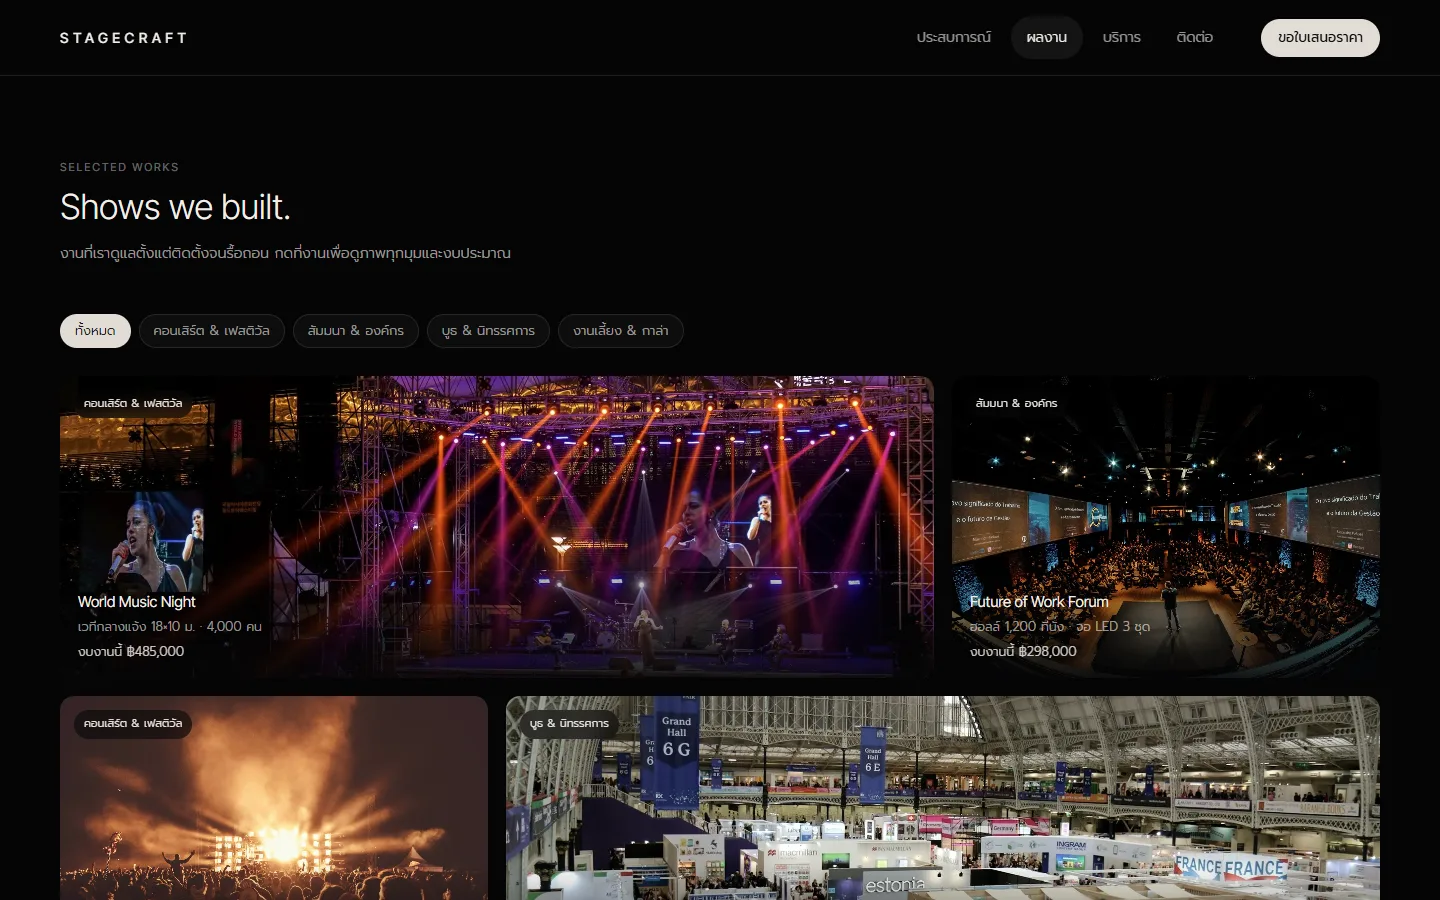 STAGECRAFT
ประสบการณ์
ผลงาน
บริการ
ติดต่อ
ขอใบเสนอราคา
SELECTED WORKS
Shows we built.
งานที่เราดูแลตั้งแต่ติดตั้งจนรื้อถอน กดที่งานเพื่อดูภาพทุกมุมและงบประมาณ
ทั้งหมด
คอนเสิร์ต & เฟสติวัล
สัมมนา & องค์กร
บูธ & นิทรรศการ
งานเลี้ยง & กาล่า
คอนเสิร์ต & เฟสติวัล
World Music Night
เวทีกลางแจ้ง 18×10 ม. · 4,000 คน
งบงานนี้ ฿485,000
สัมมนา & องค์กร
e o futuro da Gestão
Future of Work Forum
ฮอลล์ 1,200 ที่นั่ง · จอ LED 3 ชุด
งบงานนี้ ฿298,000
คอนเสิร์ต & เฟสติวัล
บูธ & นิทรรศการ
Grand
Hall
6 G
Grand
Hall
6 E
Germany
macmillan
INGRAM
FRANCE FRANCE
estonia